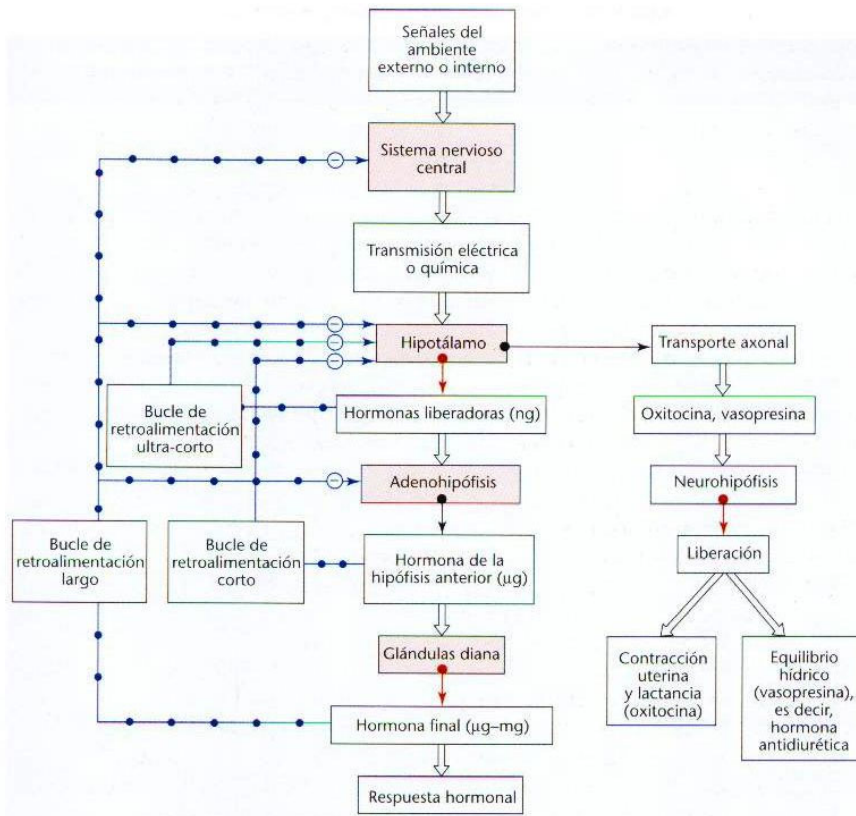 Señales del
ambiente
externo o interno
Sistema nervioso
central
Transmisión eléctrica
o química
Hipotálamo
Transporte axonal
Bucle de
retroalimentación
ultra-corto
Hormonas liberadoras (ng)
Oxitocina, vasopresina
Adenohipófisis
Neurohipófisis
Bucle de
retroalimentación
largo
Bucle de
retroalimentación
corto
Hormona de la
hipófisis anterior (μg)
Liberación
Glándulas diana
Contracción
uterina
y lactancia
(oxitocina)
Equilibrio
hídrico
(vasopresina),
es decir,
hormona
antidiurética
Hormona final (μg–mg)
Respuesta hormonal